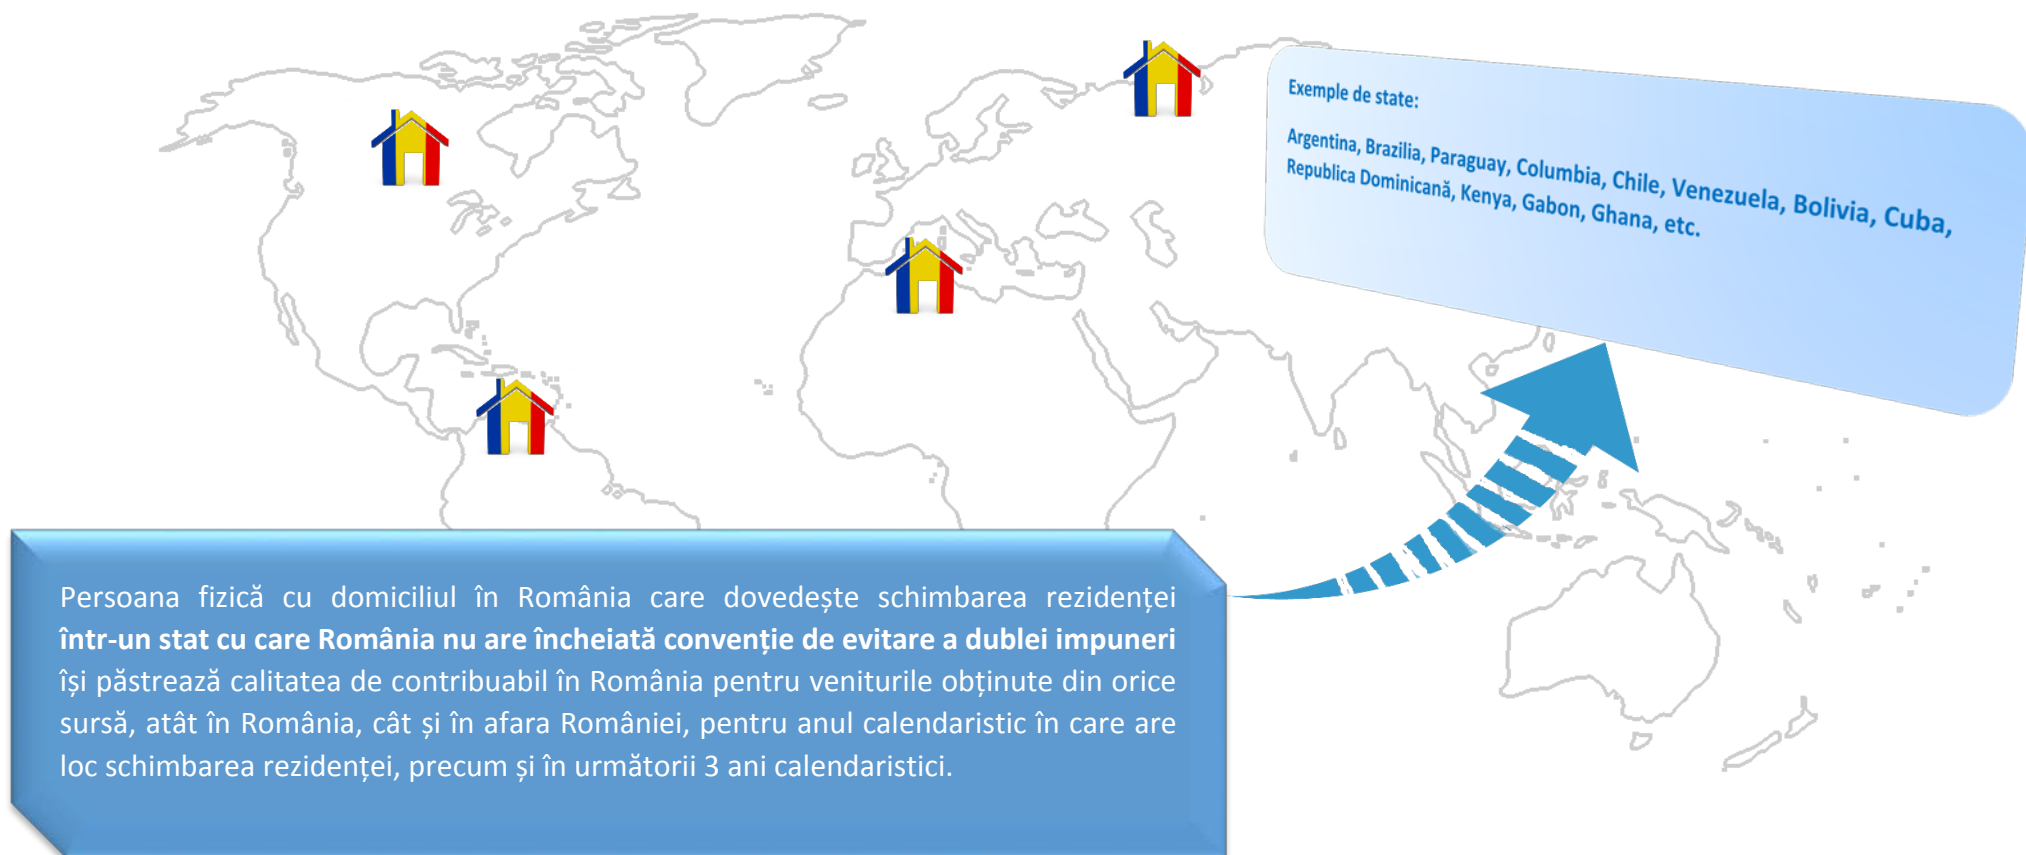 Exemple de state:
Argentina, Brazilia, Paraguay, Columbia, Chile, Venezuela, Bolivia, Cuba,
Republica Dominicană, Kenya, Gabon, Ghana, etc.
Persoana fizică cu domiciliul în România care dovedește schimbarea rezidenței
într-un stat cu care România nu are încheiată convenție de evitare a dublei impuneri
își păstrează calitatea de contribuabil în România pentru veniturile obținute din orice
sursă, atât în România, cât și în afara României, pentru anul calendaristic în care are
loc schimbarea rezidenței, precum și în următorii 3 ani calendaristici.